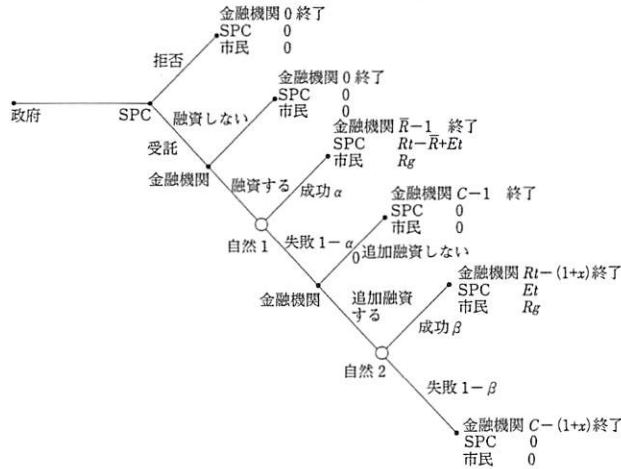 金融機関 0 終了
SPC 0
市民 0
拒否
政府
SPC
金融機関 0 終了
SPC 0
市民 0
融資しない
受託
金融機関
金融機関 R̅−1 終了
SPC Rt−R̅+Et
市民 Rg
融資する
成功 α
自然 1
失敗 1−α
金融機関 C−1 終了
SPC 0
市民 0
0 追加融資しない
金融機関
追加融資
する
金融機関 Rt−(1+x) 終了
SPC Et
市民 Rg
成功 β
自然 2
失敗 1−β
金融機関 C−(1+x) 終了
SPC 0
市民 0